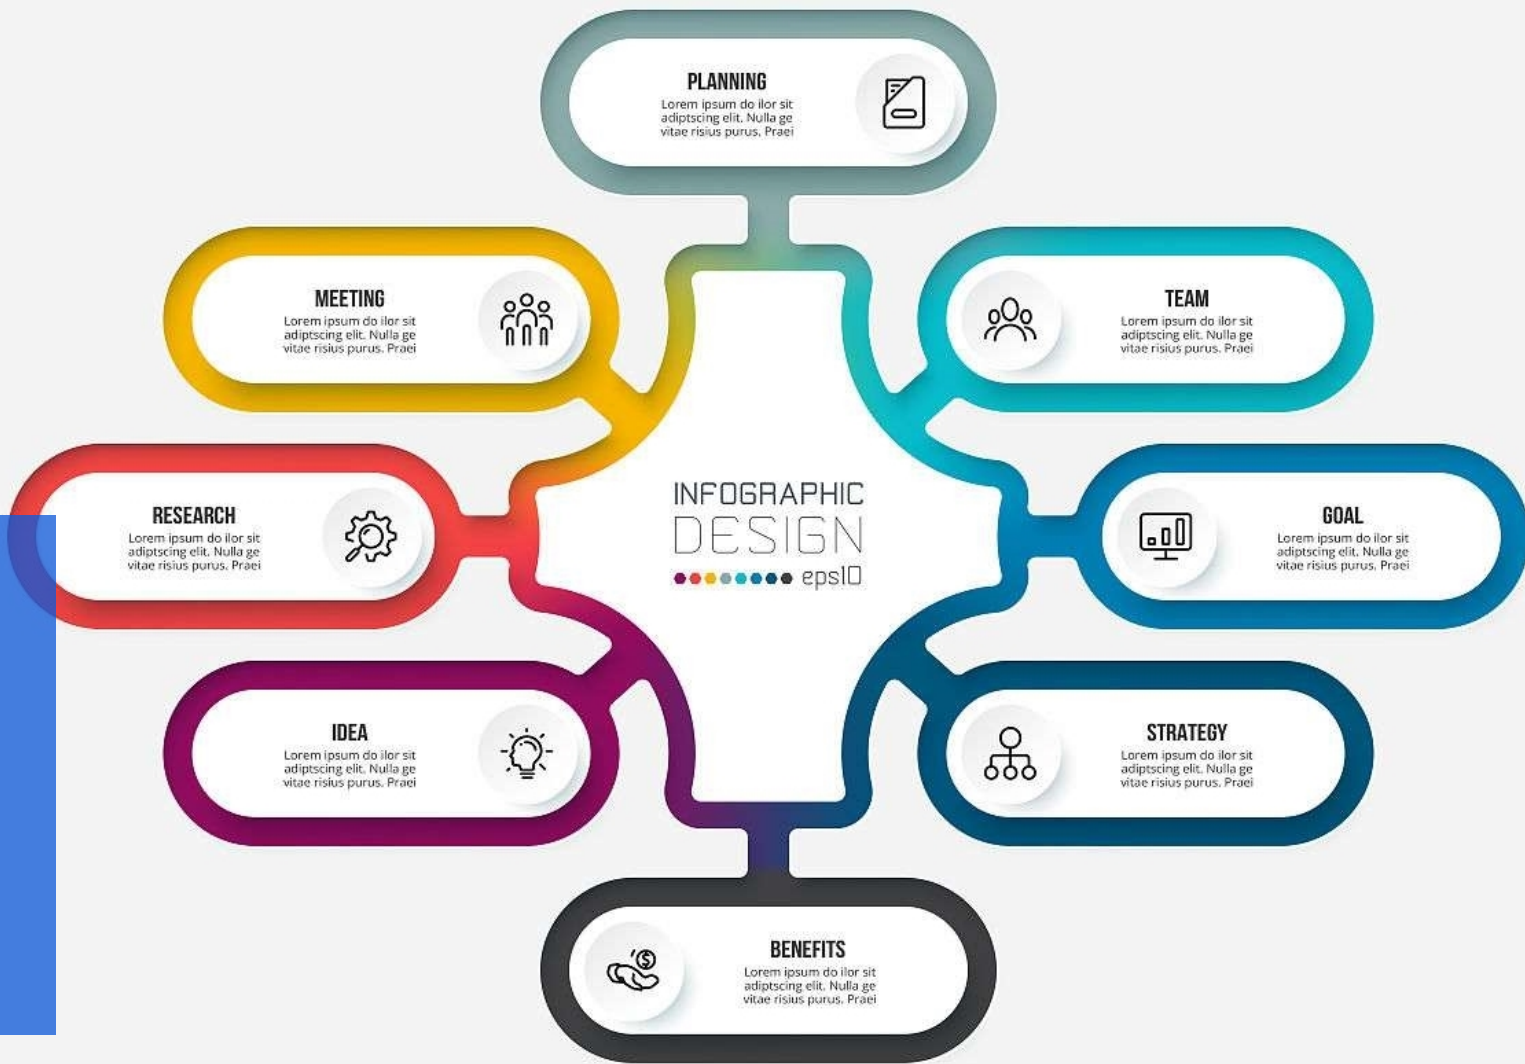 PLANNING
Lorem ipsum do ilor sit
adiptscing elit. Nulla ge
vitae risius purus. Praei
MEETING
Lorem ipsum do ilor sit
adiptscing elit. Nulla ge
vitae risius purus. Praei
TEAM
Lorem ipsum do ilor sit
adiptscing elit. Nulla ge
vitae risius purus. Praei
RESEARCH
Lorem ipsum do ilor sit
adiptscing elit. Nulla ge
vitae risius purus. Praei
INFOGRAPHIC
DESIGN
eps10
GOAL
Lorem ipsum do ilor sit
adiptscing elit. Nulla ge
vitae risius purus. Praei
IDEA
Lorem ipsum do ilor sit
adiptscing elit. Nulla ge
vitae risius purus. Praei
STRATEGY
Lorem ipsum do ilor sit
adiptscing elit. Nulla ge
vitae risius purus. Praei
$
BENEFITS
Lorem ipsum do ilor sit
adiptscing elit. Nulla ge
vitae risius purus. Praei